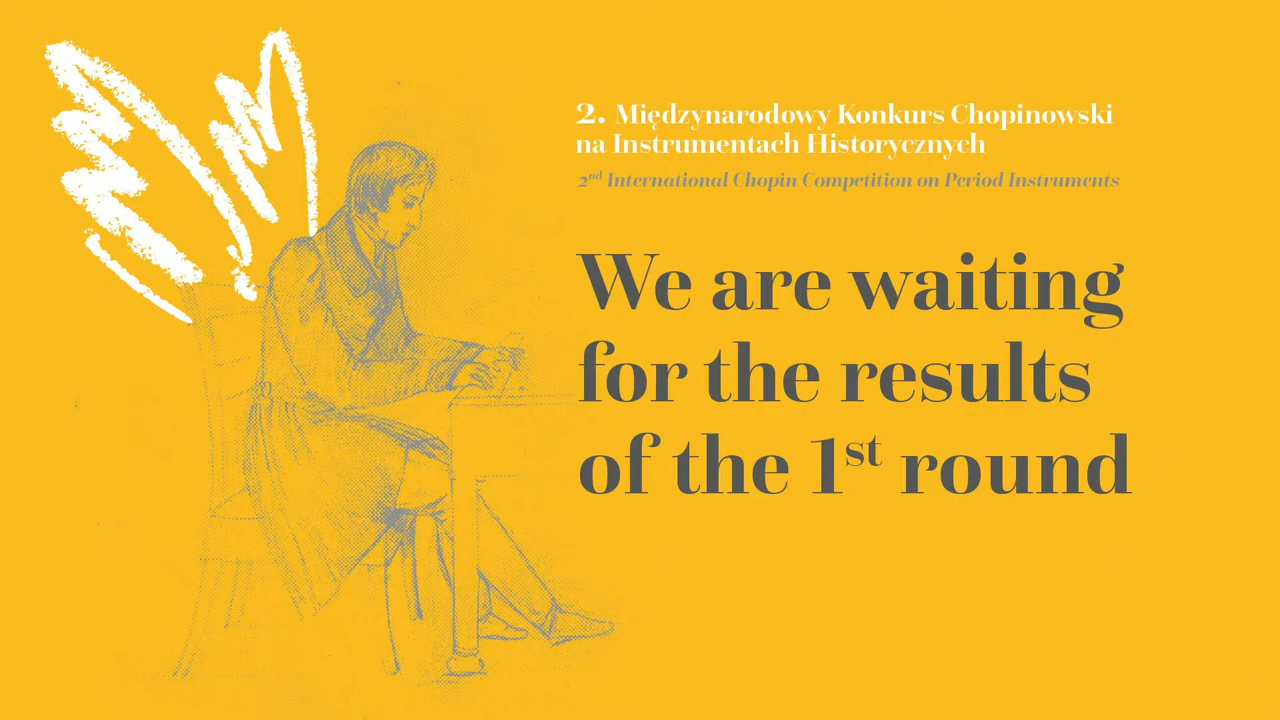 2. Międzynarodowy Konkurs Chopinowski
na Instrumentach Historycznych
2nd International Chopin Competition on Period Instruments
We are waiting
for the results
of the 1st round